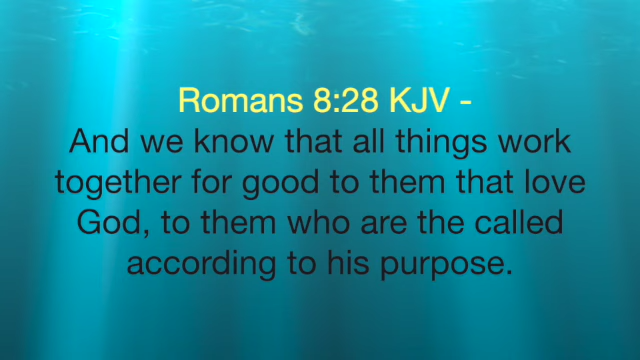 Romans 8:28 KJV -
And we know that all things work
together for good to them that love
God, to them who are the called
according to his purpose.